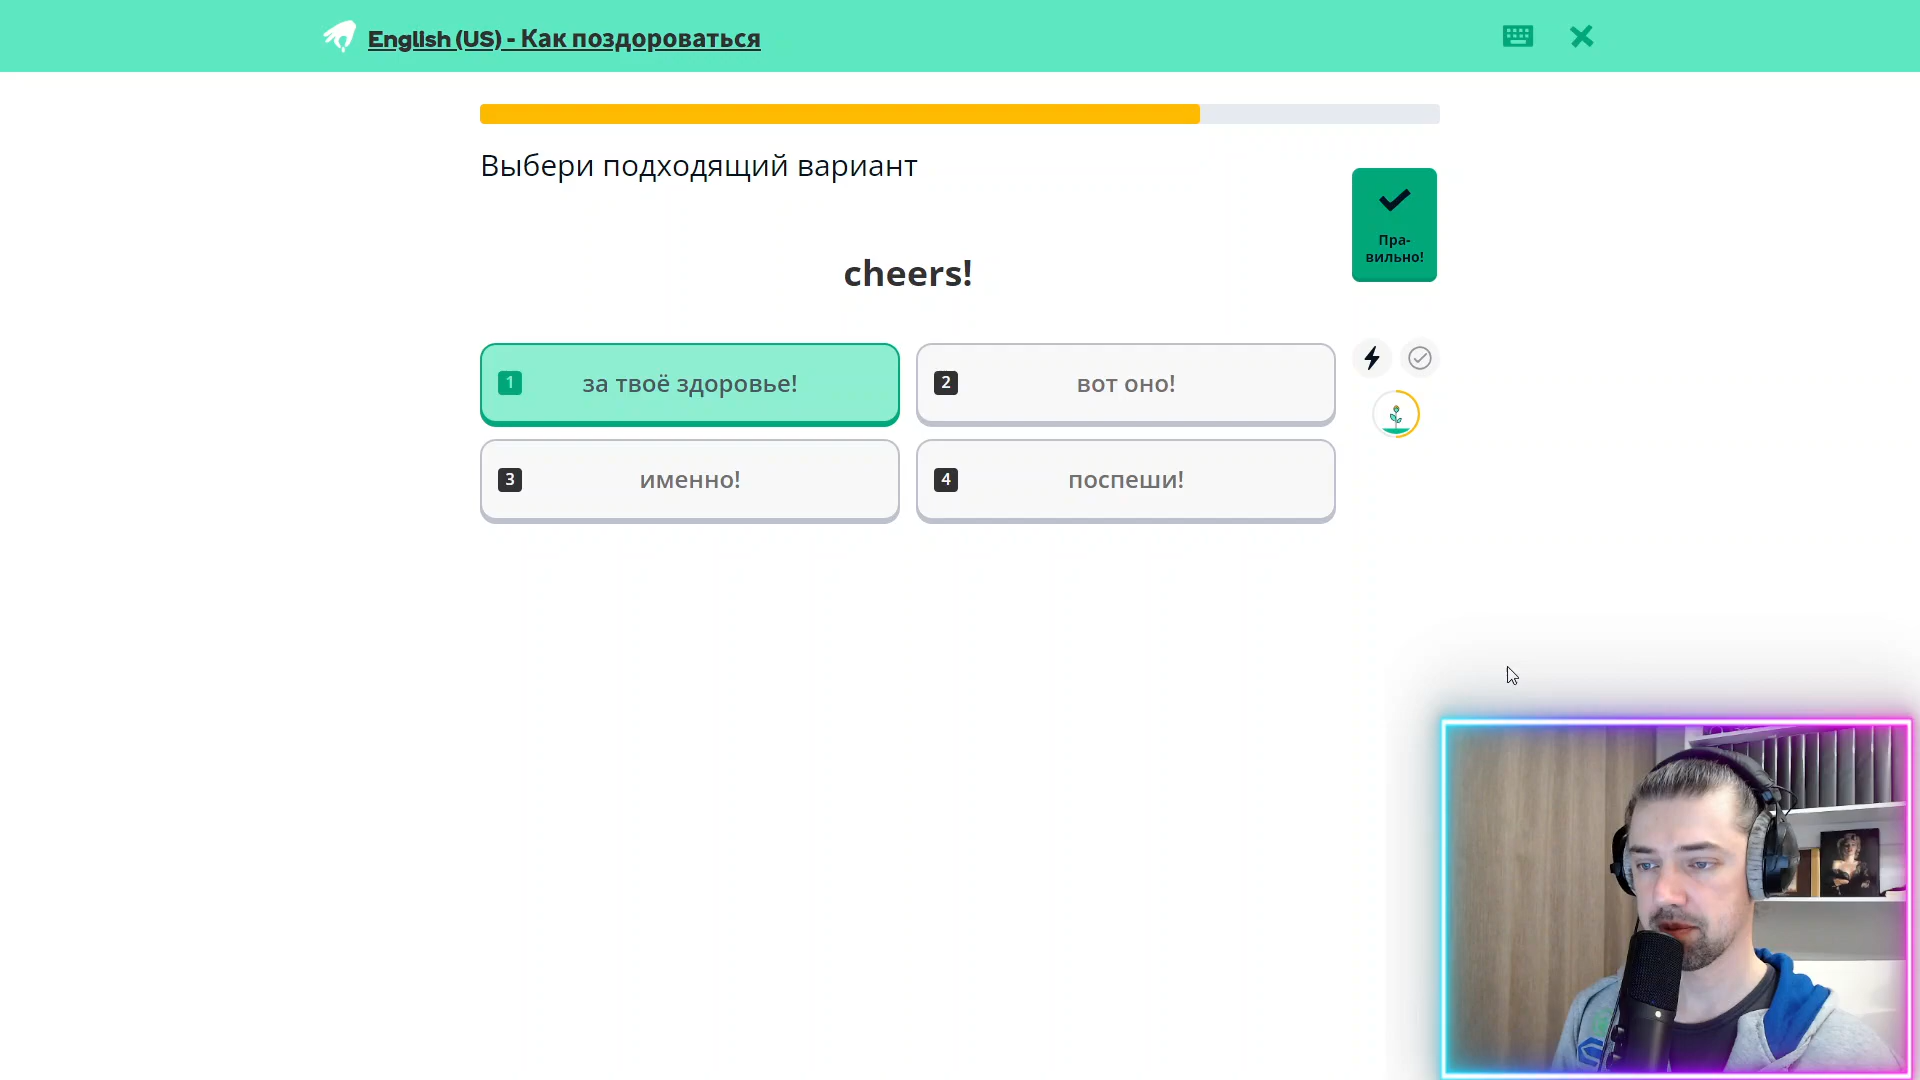 English (US) - Как поздороваться
Выбери подходящий вариант
Пра-
вильно!
cheers!
1 за твоё здоровье!
2 вот оно!
3 именно!
4 поспеши!